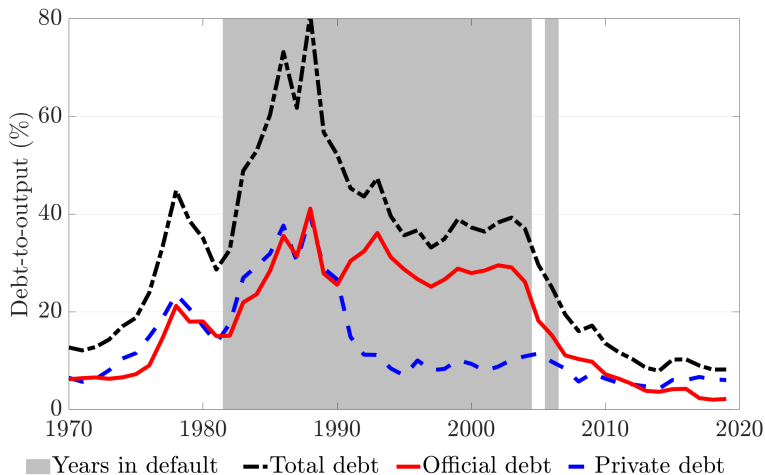 Debt-to-output (%)
80
60
40
20
0
1970 1980 1990 2000 2010 2020
Years in default Total debt Official debt Private debt